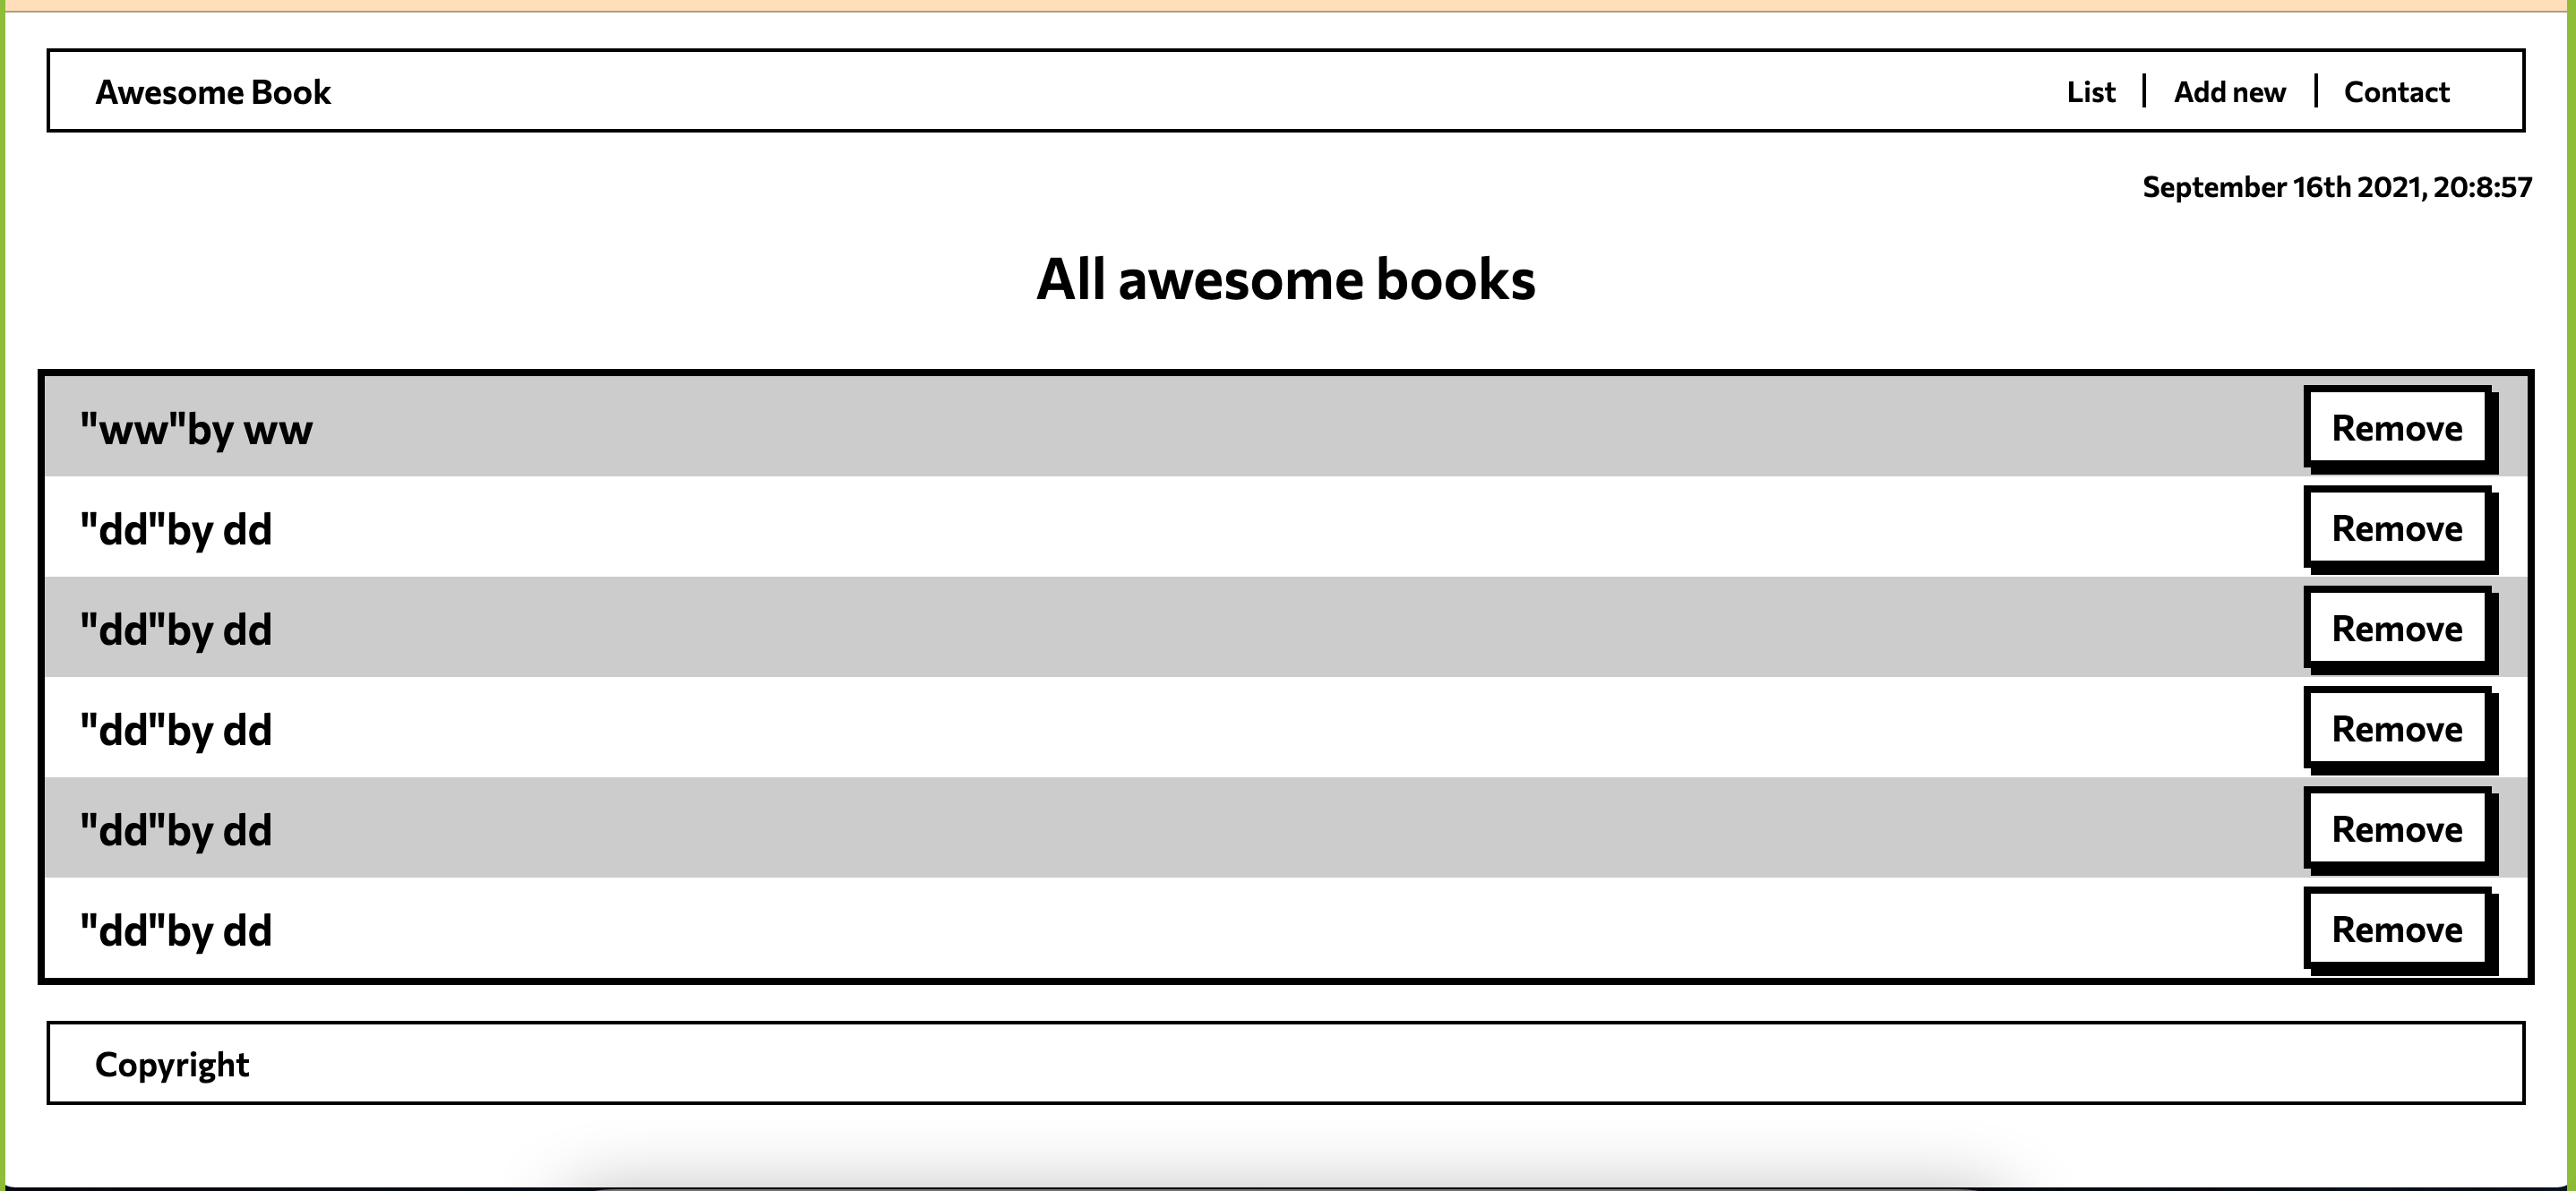 Awesome Book
List | Add new | Contact
September 16th 2021, 20:8:57
All awesome books
"ww"by ww Remove
"dd"by dd Remove
"dd"by dd Remove
"dd"by dd Remove
"dd"by dd Remove
"dd"by dd Remove
Copyright